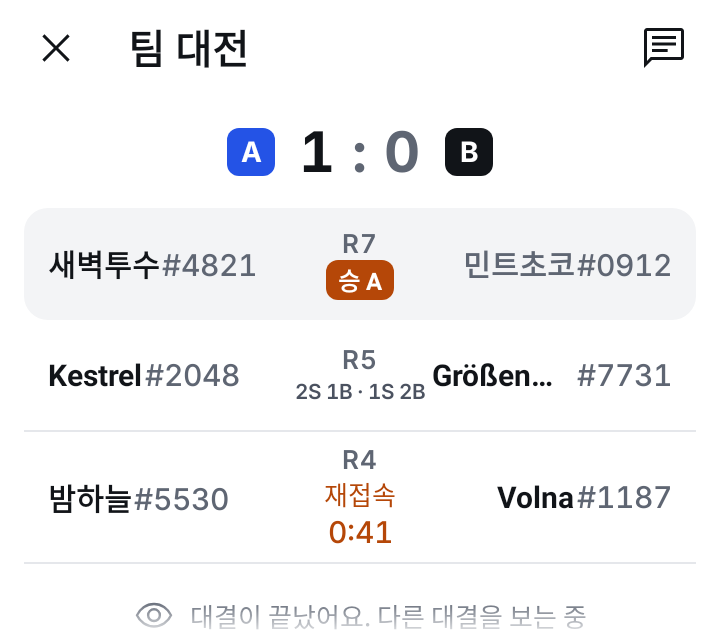 팀 대전
A 1 : 0 B
R7
새벽투수#4821 민트초코#0912
승 A
R5
Kestrel#2048 Größen... #7731
2S 1B · 1S 2B
R4
밤하늘#5530 재접속 Volna#1187
0:41
대결이 끝났어요. 다른 대결을 보는 중